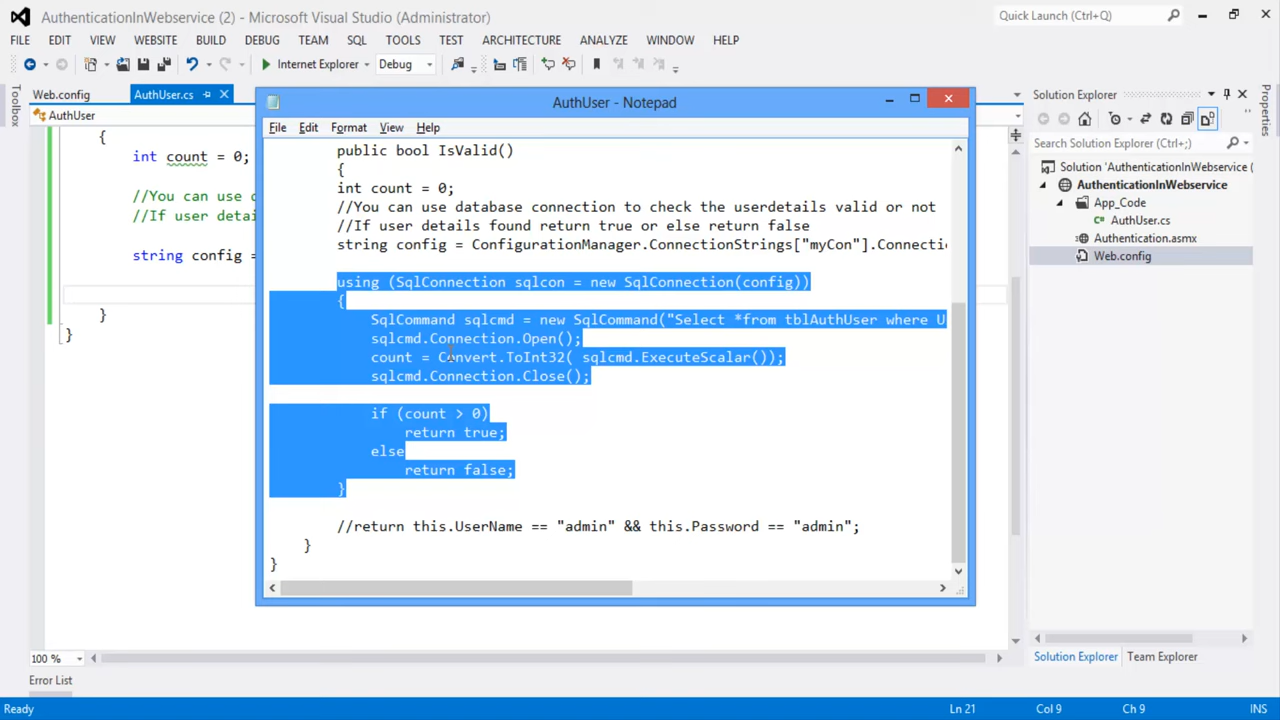 AuthenticationInWebservice (2) - Microsoft Visual Studio (Administrator)
Quick Launch (Ctrl+Q)
FILE EDIT VIEW WEBSITE BUILD DEBUG TEAM SQL TOOLS TEST ARCHITECTURE ANALYZE WINDOW HELP
Internet Explorer Debug
Toolbox
Web.config AuthUser.cs
AuthUser
{
int count = 0;
//You can use d
//If user detai
string config =
}
}
100 %
Error List
AuthUser - Notepad
File Edit Format View Help
public bool IsValid()
{
int count = 0;
//You can use database connection to check the userdetails valid or not
//If user details found return true or else return false
string config = ConfigurationManager.ConnectionStrings["myCon"].Connectio
using (SqlConnection sqlcon = new SqlConnection(config))
{
SqlCommand sqlcmd = new SqlCommand("Select *from tblAuthUser where U
sqlcmd.Connection.Open();
count = Convert.ToInt32( sqlcmd.ExecuteScalar());
sqlcmd.Connection.Close();
if (count > 0)
return true;
else
return false;
}
//return this.UserName == "admin" && this.Password == "admin";
}
}
Solution Explorer
Search Solution Explorer (Ctrl+;)
Solution 'AuthenticationInWebservice (
AuthenticationInWebservice
App_Code
AuthUser.cs
Authentication.asmx
Web.config
Solution Explorer Team Explorer
Properties
Ready Ln 21 Col 9 Ch 9 INS